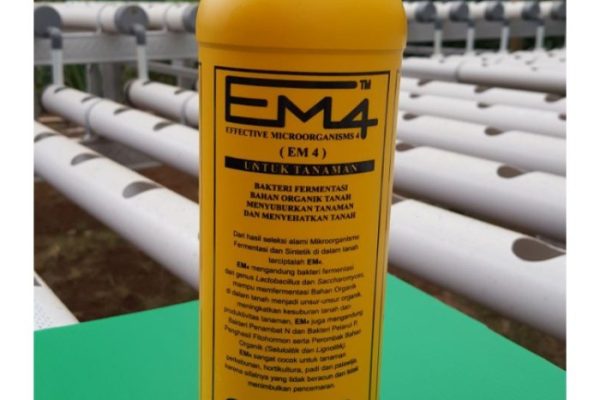 EM4™
EFFECTIVE MICROORGANISMS 4
( EM 4 )
UNTUK TANAMAN
BAKTERI FERMENTASI
BAHAN ORGANIK TANAH
MENYUBURKAN TANAMAN
DAN MENYEHATKAN TANAH
Dari hasil seleksi alami Mikroorganisme
Fermentasi dan Sintetik di dalam tanah
terciptalah EM4.
EM4 mengandung bakteri fermentasi
dari genus Lactobacillus dan Saccharomyces,
mampu memfermentasi Bahan Organik
di dalam tanah menjadi unsur-unsur organik,
meningkatkan kesuburan tanah dan
produktivitas tanaman, EM4 juga mengandung
Bakteri Penambat N dan Bakteri Pelarut P,
Penghasil Fitohormon serta Perombak Bahan
Organik (Selulolitik dan Lignolitik).
EM4 sangat cocok untuk tanaman
perkebunan, hortikultura, padi dan palawija,
karena sifatnya yang tidak beracun dan tidak
menimbulkan pencemaran.